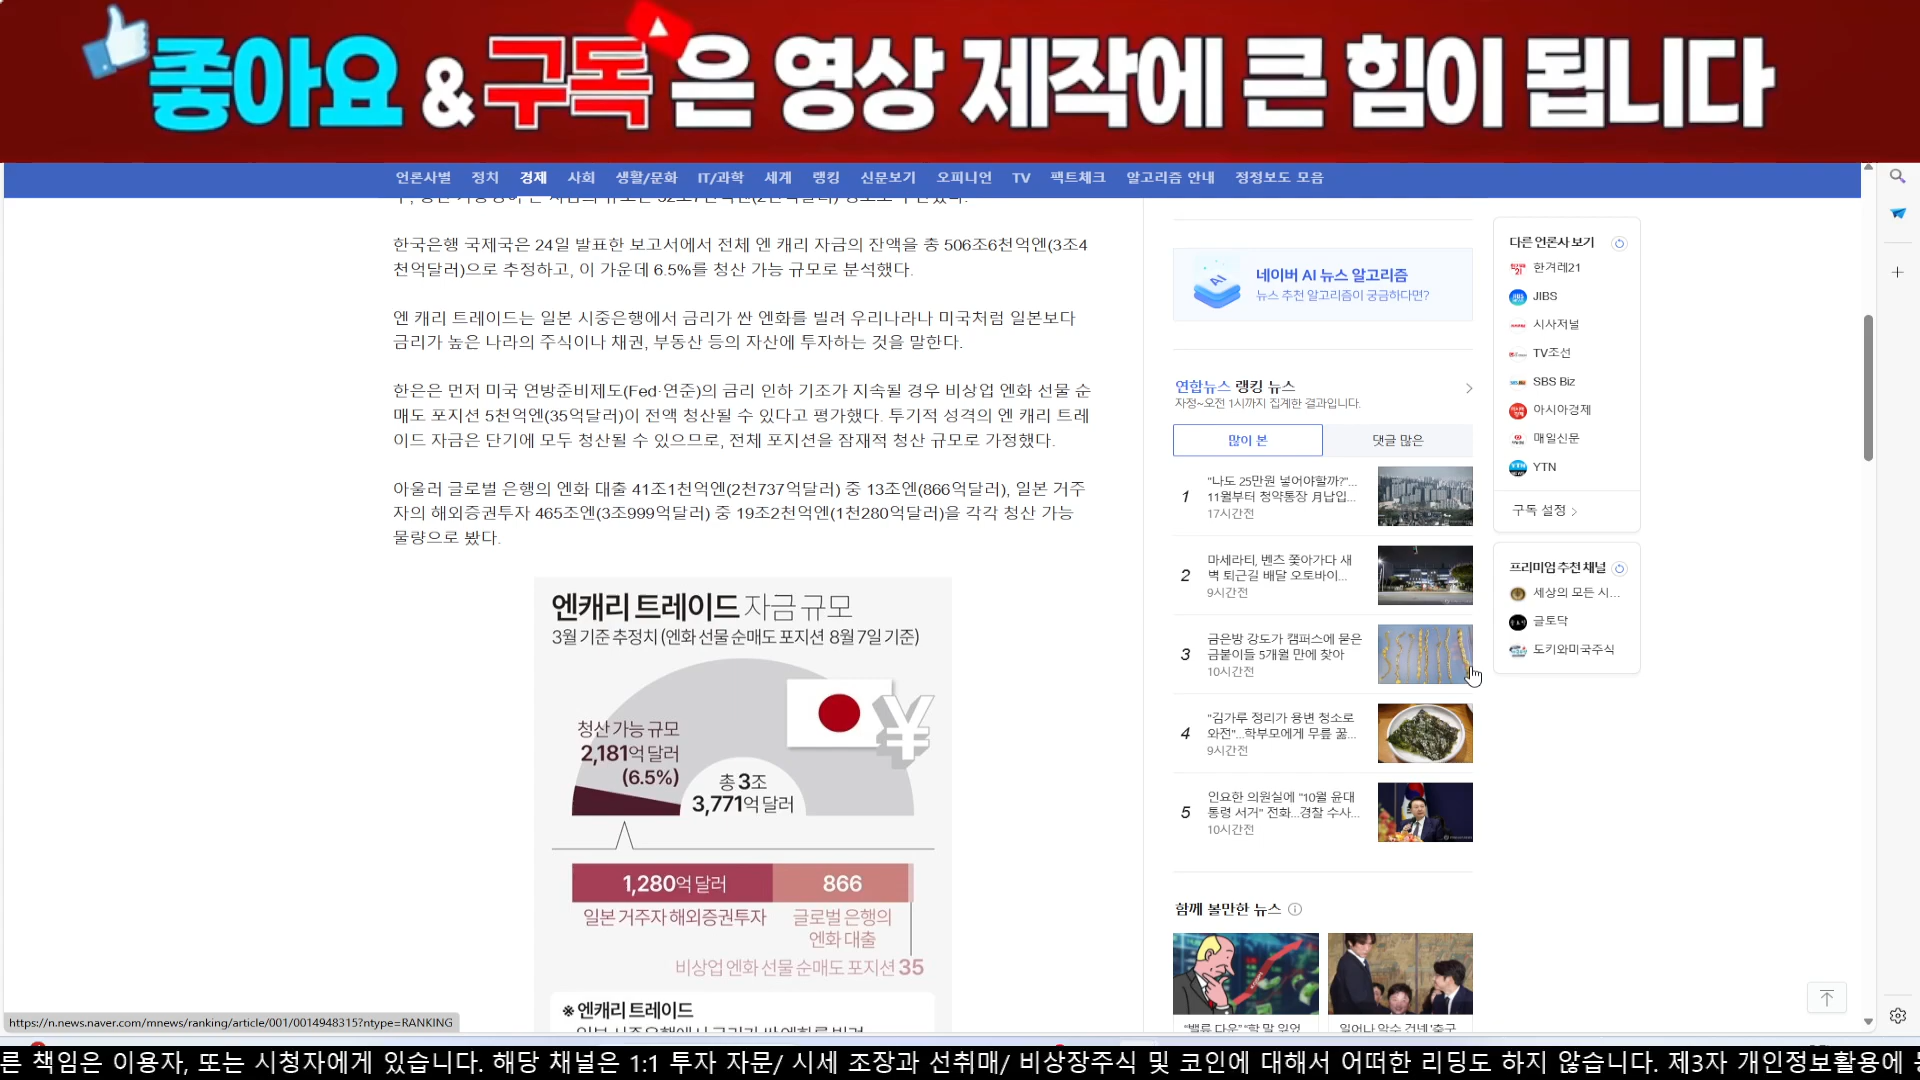 좋아요 & 구독은 영상 제작에 큰 힘이 됩니다
언론사별 정치 경제 사회 생활/문화 IT/과학 세계 랭킹 신문보기 오피니언 TV 팩트체크 알고리즘 안내 정정보도 모음
한국은행 국제국은 24일 발표한 보고서에서 전체 엔 캐리 자금의 잔액을 총 506조6천억엔(3조4
천억달러)으로 추정하고, 이 가운데 6.5%를 청산 가능 규모로 분석했다.
엔 캐리 트레이드는 일본 시중은행에서 금리가 싼 엔화를 빌려 우리나라나 미국처럼 일본보다
금리가 높은 나라의 주식이나 채권, 부동산 등의 자산에 투자하는 것을 말한다.
한은은 먼저 미국 연방준비제도(Fed·연준)의 금리 인하 기조가 지속될 경우 비상업 엔화 선물 순
매도 포지션 5천억엔(35억달러)이 전액 청산될 수 있다고 평가했다. 투기적 성격의 엔 캐리 트레
이드 자금은 단기에 모두 청산될 수 있으므로, 전체 포지션을 잠재적 청산 규모로 가정했다.
아울러 글로벌 은행의 엔화 대출 41조1천억엔(2천737억달러) 중 13조엔(866억달러), 일본 거주
자의 해외증권투자 465조엔(3조999억달러) 중 19조2천억엔(1천280억달러)을 각각 청산 가능
물량으로 봤다.
엔캐리 트레이드 자금 규모
3월 기준 추정치 (엔화 선물 순매도 포지션 8월 7일 기준)
청산 가능 규모
2,181억 달러
(6.5%)
총 3조
3,771억 달러
¥
1,280억 달러
866
일본 거주자 해외증권투자
글로벌 은행의
엔화 대출
비상업 엔화 선물 순매도 포지션 35
※ 엔캐리 트레이드
네이버 AI 뉴스 알고리즘
뉴스 추천 알고리즘이 궁금하다면?
연합뉴스 랭킹 뉴스
자정~오전 1시까지 집계한 결과입니다.
많이 본
댓글 많은
1
"나도 25만원 넣어야할까?"...
11월부터 청약통장 月납입...
17시간전
2
마세라티, 벤츠 쫓아가다 새
벽 퇴근길 배달 오토바이...
9시간전
3
금은방 강도가 캠퍼스에 묻은
금붙이들 5개월 만에 찾아
10시간전
4
"김가루 정리가 용변 청소로
와전"...학부모에게 무릎 꿇...
9시간전
5
인요한 의원실에 "10월 윤대
통령 서거" 전화...경찰 수사...
10시간전
함께 볼만한 뉴스
다른 언론사 보기
한겨레21
JIBS
시사저널
TV조선
SBS Biz
아시아경제
매일신문
YTN
구독 설정 >
프리미엄 추천 채널
세상의 모든 시...
글토닥
도키와미국주식
https://n.news.naver.com/mnews/ranking/article/001/0014948315?ntype=RANKING
른 책임은 이용자, 또는 시청자에게 있습니다. 해당 채널은 1:1 투자 자문/ 시세 조장과 선취매/ 비상장주식 및 코인에 대해서 어떠한 리딩도 하지 않습니다. 제3자 개인정보활용에